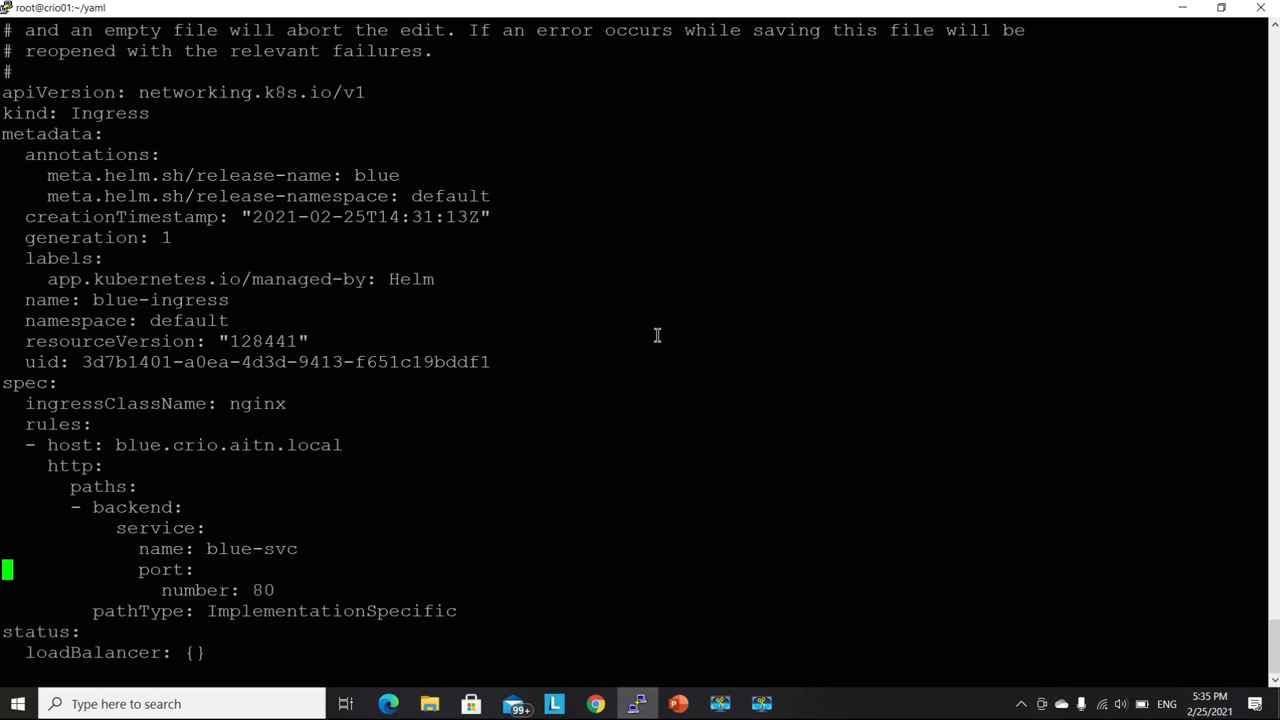 root@crio01:~/yaml
# and an empty file will abort the edit. If an error occurs while saving this file will be
# reopened with the relevant failures.
#
apiVersion: networking.k8s.io/v1
kind: Ingress
metadata:
  annotations:
    meta.helm.sh/release-name: blue
    meta.helm.sh/release-namespace: default
  creationTimestamp: "2021-02-25T14:31:13Z"
  generation: 1
  labels:
    app.kubernetes.io/managed-by: Helm
  name: blue-ingress
  namespace: default
  resourceVersion: "128441"
  uid: 3d7b1401-a0ea-4d3d-9413-f651c19bddf1
spec:
  ingressClassName: nginx
  rules:
  - host: blue.crio.aitn.local
    http:
      paths:
      - backend:
          service:
            name: blue-svc
            port:
              number: 80
        pathType: ImplementationSpecific
status:
  loadBalancer: {}
Type here to search
99+
ENG
5:35 PM
2/25/2021